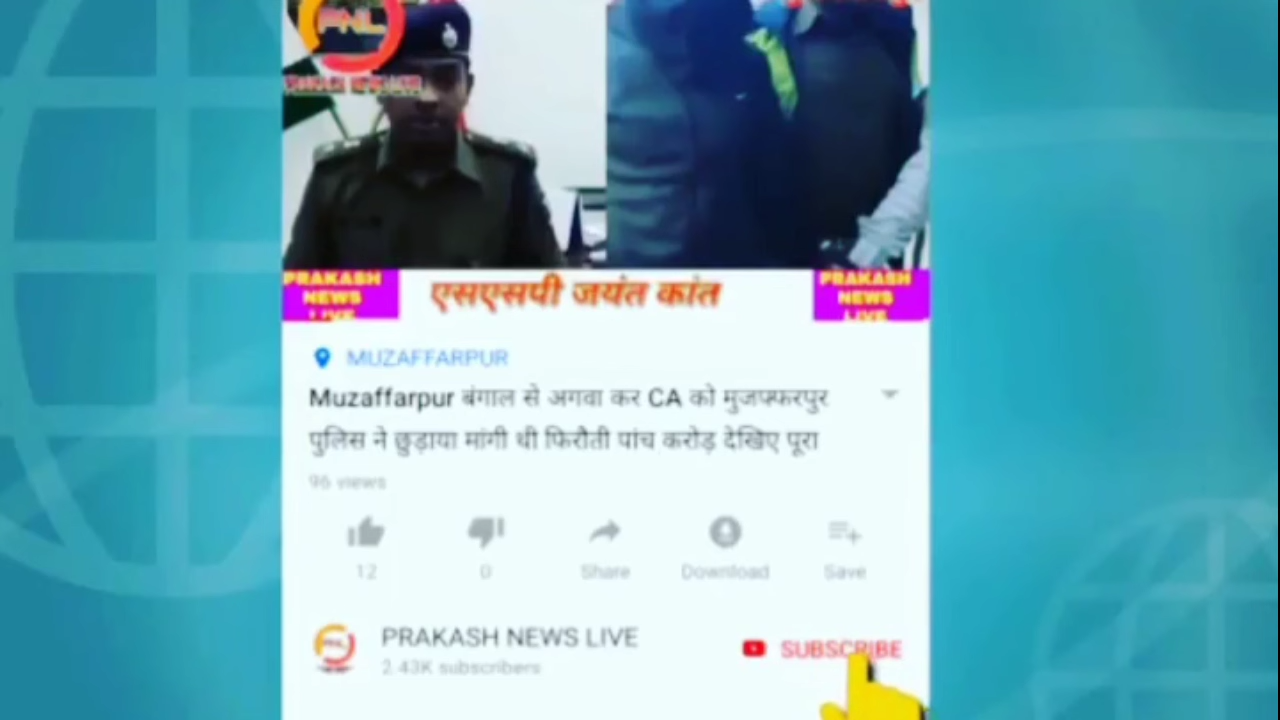 PNL
PRAKASH
NEWS
LIVE
एसएसपी जयंत कांत
PRAKASH
NEWS
LIVE
MUZAFFARPUR
Muzaffarpur बंगाल से अगवा कर CA को मुजफ्फरपुर
पुलिस ने छुड़ाया मांगी थी फिरौती पांच करोड़ देखिए पूरा
96 views
12
0
Share
Download
Save
PNL
PRAKASH NEWS LIVE
2.43K subscribers
SUBSCRIBE